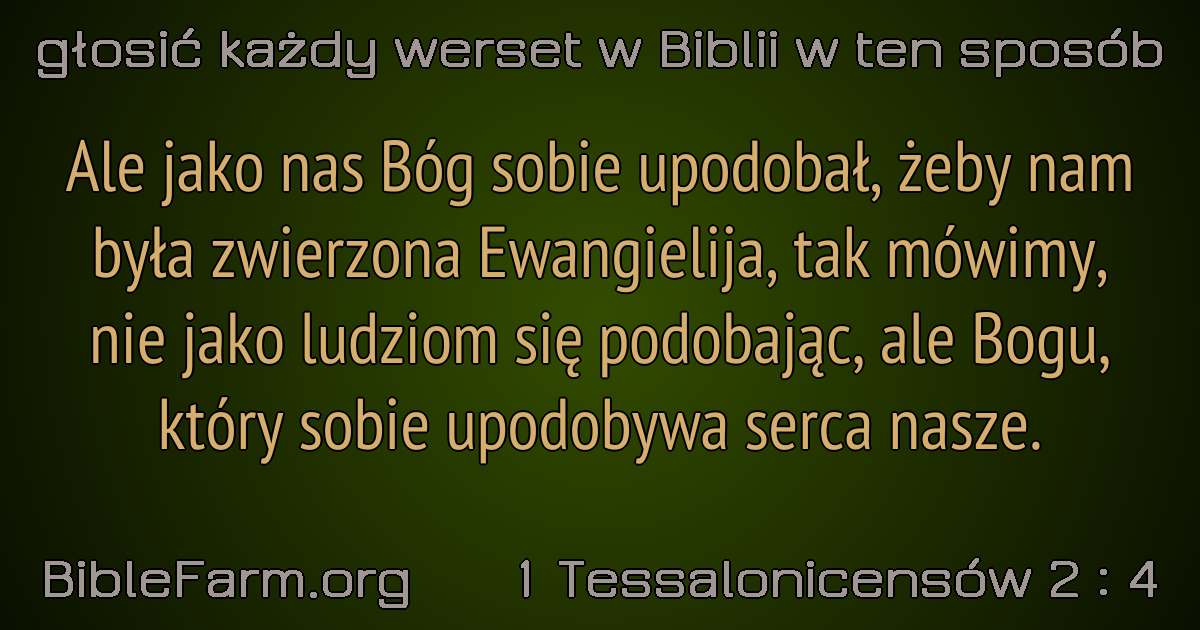 głosić każdy werset w Biblii w ten sposób
Ale jako nas Bóg sobie upodobał, żeby nam
była zwierzona Ewangielija, tak mówimy,
nie jako ludziom się podobając, ale Bogu,
który sobie upodobywa serca nasze.
BibleFarm.org 1 Tessalonicensów 2 : 4